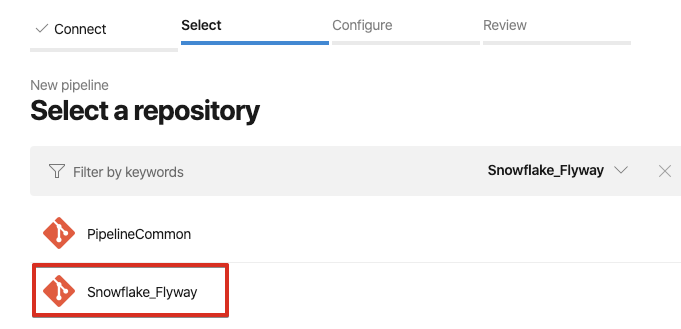 Connect Select Configure Review
New pipeline
Select a repository
Filter by keywords Snowflake_Flyway
PipelineCommon
Snowflake_Flyway